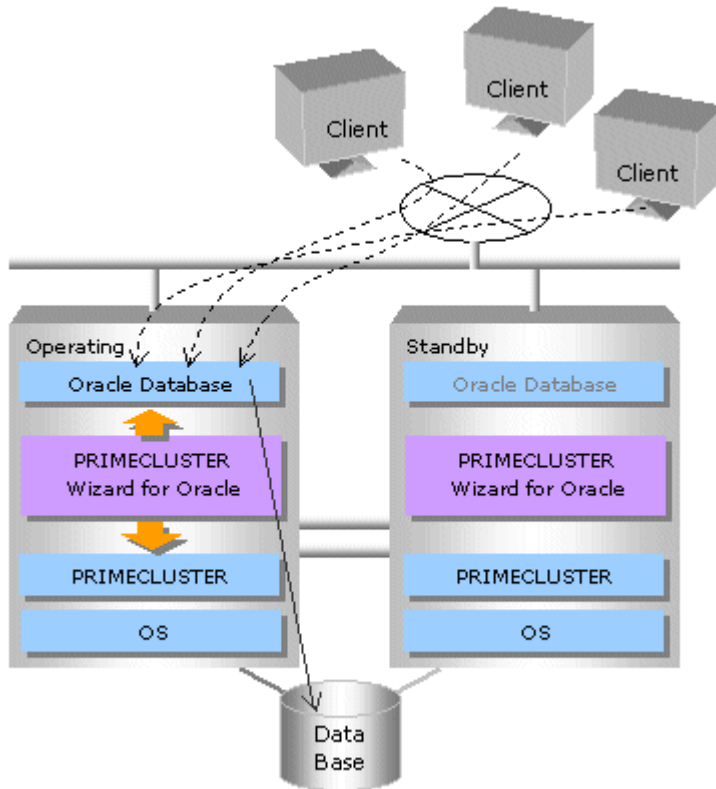 Client
Client
Client
Operating
Oracle Database
PRIMECLUSTER
Wizard for Oracle
PRIMECLUSTER
OS
Standby
Oracle Database
PRIMECLUSTER
Wizard for Oracle
PRIMECLUSTER
OS
Data
Base